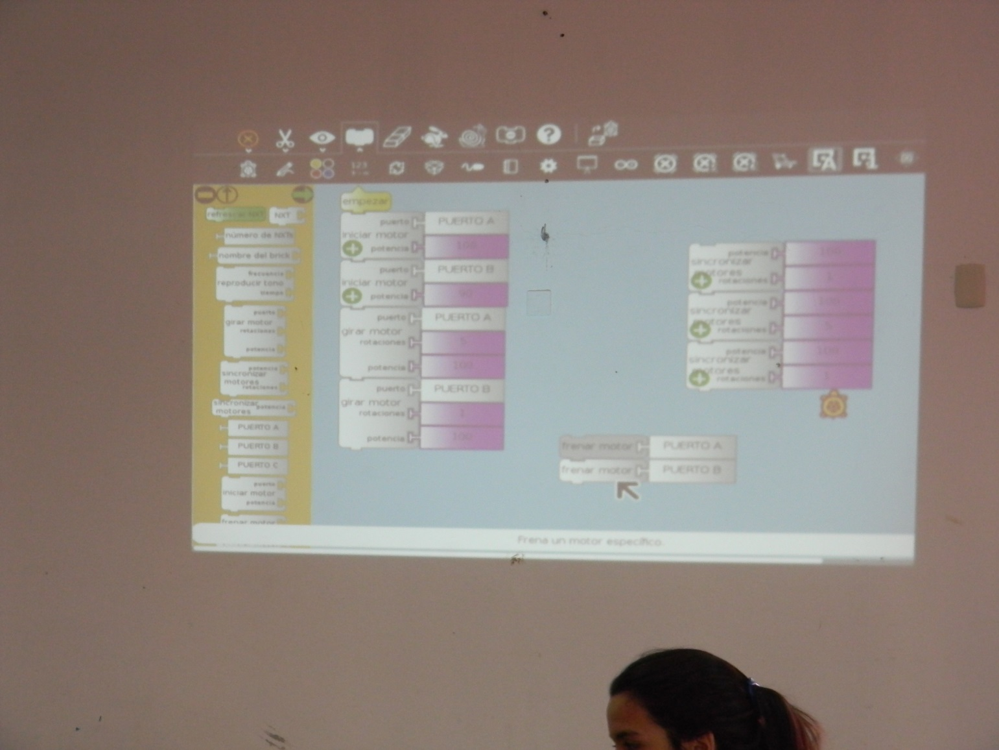 123
refrescar NXT NXT
número de NXTs
nombre del brick
frecuencia
reproducir tono
tiempo
puerto
girar motor
rotaciones
potencia
potencia
sincronizar
motores
rotaciones
sincronizar
motores potencia
PUERTO A
PUERTO B
PUERTO C
puerto
iniciar motor
potencia
frenar motor
empezar
puerto PUERTO A
iniciar motor
potencia
puerto PUERTO B
iniciar motor
potencia 90
puerto PUERTO A
girar motor
rotaciones 5
potencia 100
puerto PUERTO B
girar motor
rotaciones 1
potencia 100
potencia 100
sincronizar
motores
rotaciones 1
potencia 100
sincronizar
motores
rotaciones 5
potencia
sincronizar
motores
rotaciones 1
frenar motor PUERTO A
frenar motor PUERTO B
Frena un motor específico.